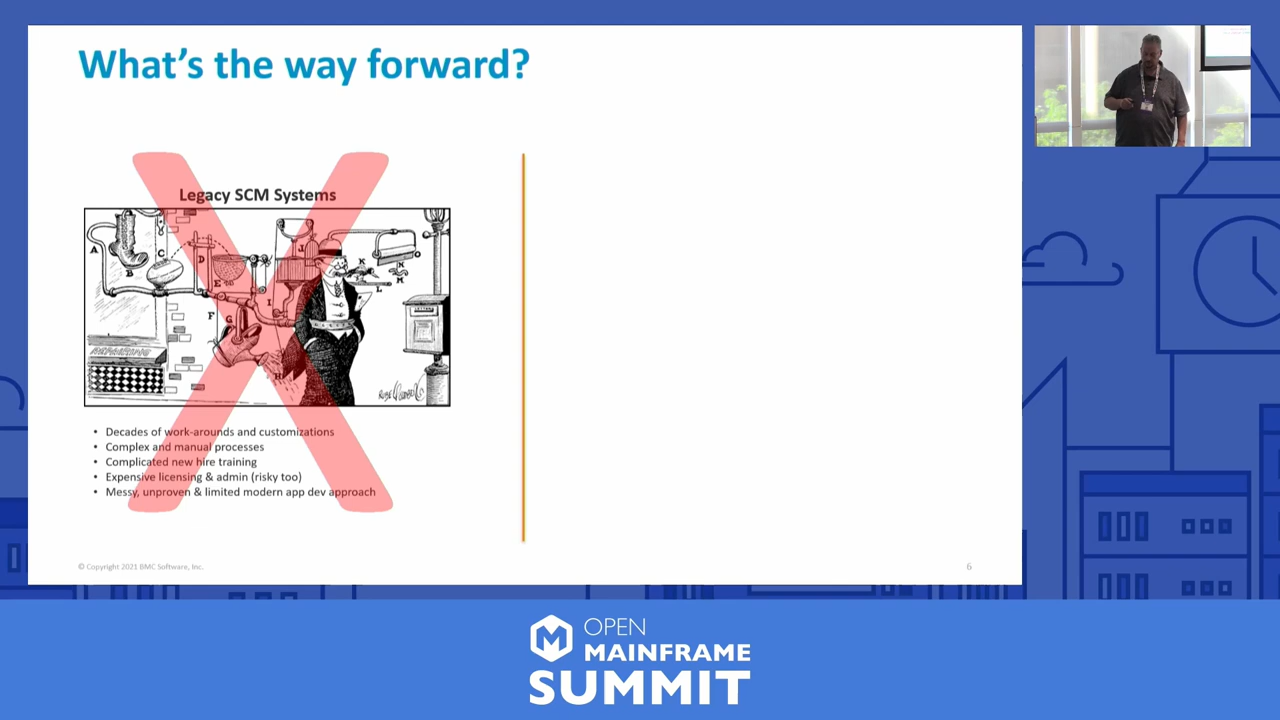 What's the way forward?
Legacy SCM Systems
A
B
C
D
E
F
G
H
I
J
K
L
M
N
O
• Decades of work-arounds and customizations
• Complex and manual processes
• Complicated new hire training
• Expensive licensing & admin (risky too)
• Messy, unproven & limited modern app dev approach
© Copyright 2021 BMC Software, Inc.
6
OPEN
MAINFRAME
SUMMIT